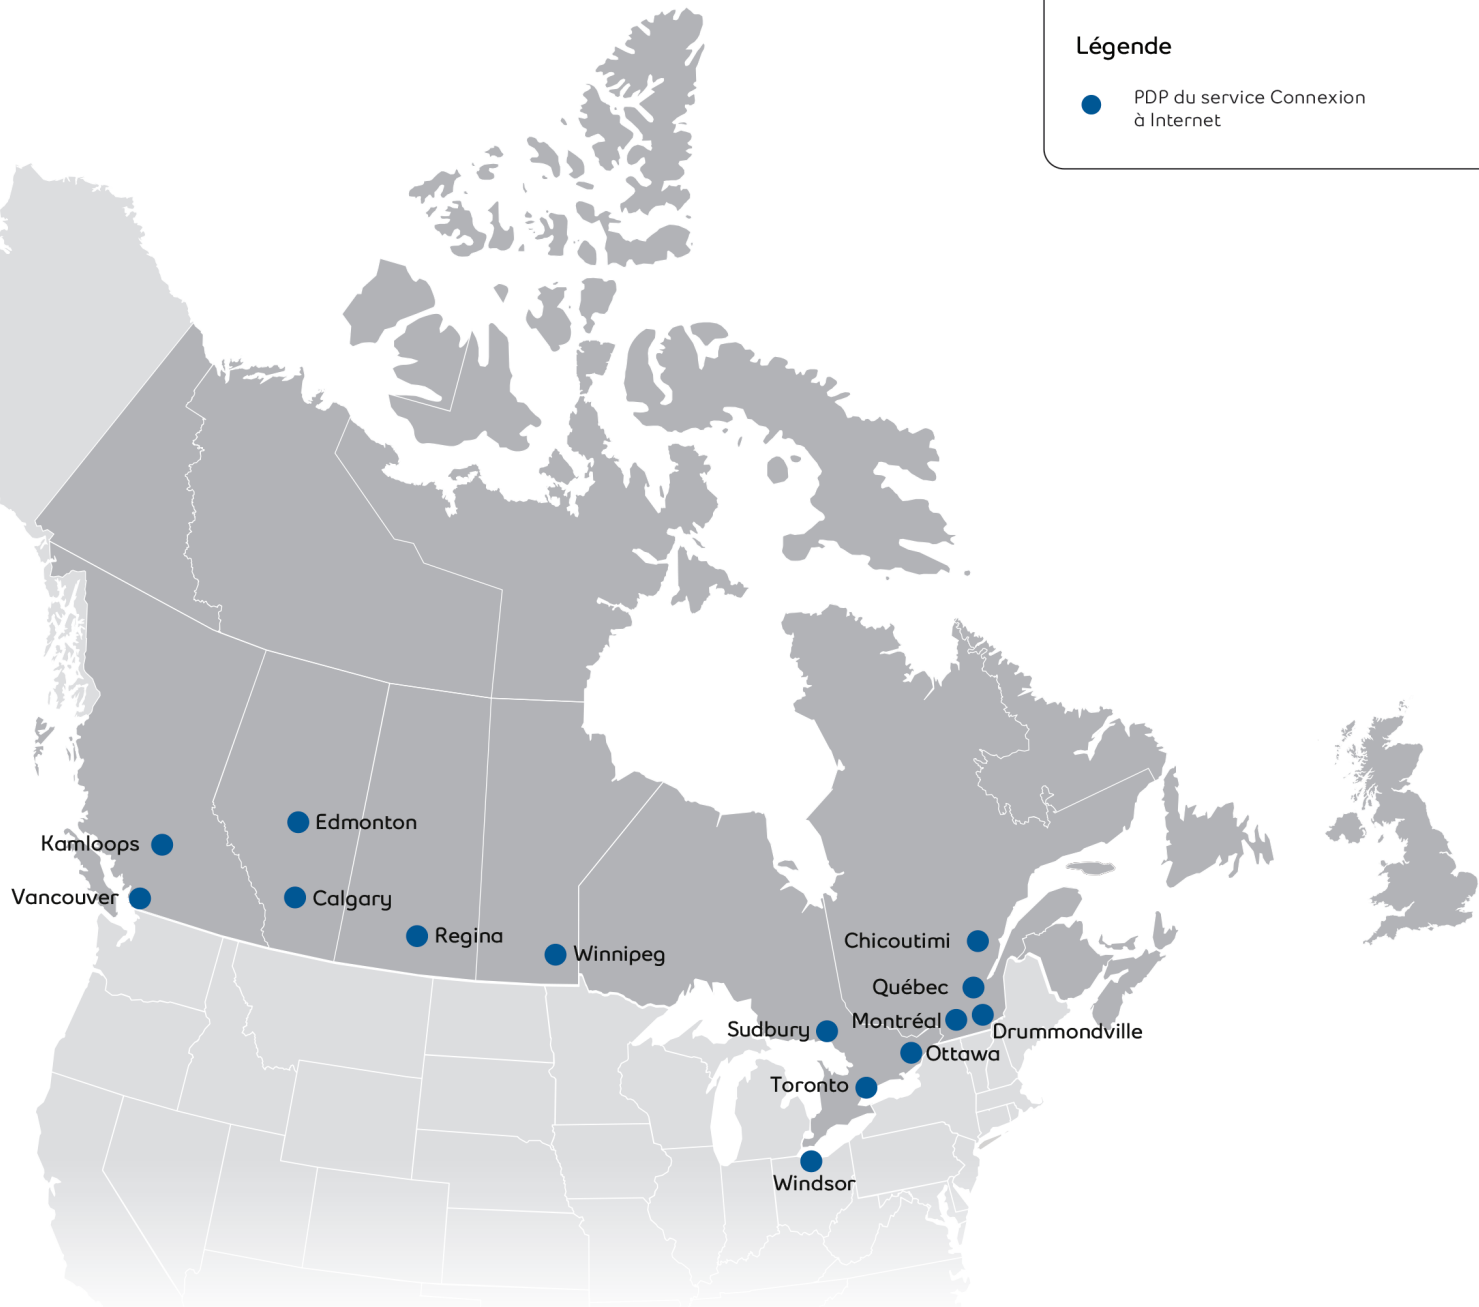 Légende
PDP du service Connexion
à Internet
Edmonton
Kamloops
Vancouver
Calgary
Regina
Winnipeg
Chicoutimi
Québec
Montréal
Drummondville
Sudbury
Ottawa
Toronto
Windsor